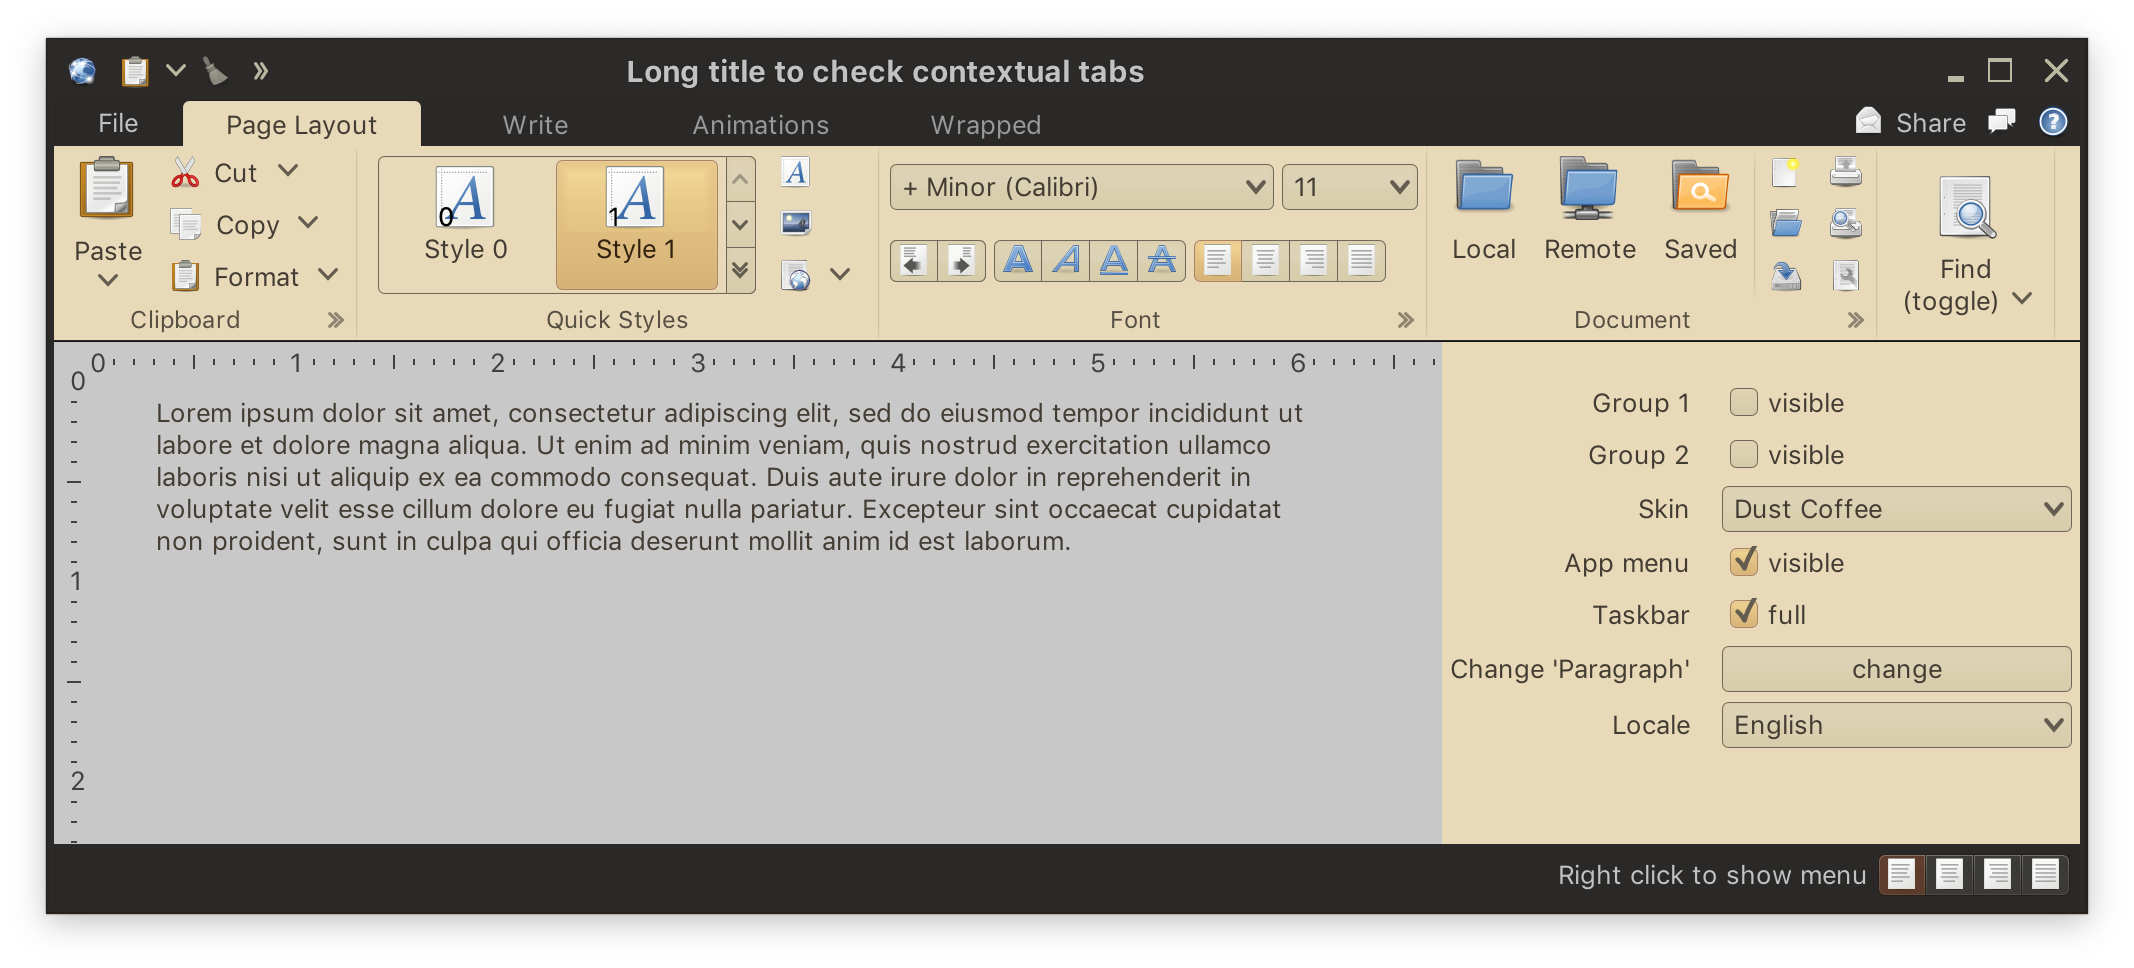 Long title to check contextual tabs
File Page Layout Write Animations Wrapped Share
Paste
Cut
Copy
Format
Clipboard
0 Style 0
1 Style 1
Quick Styles
+ Minor (Calibri) 11
Font
Local Remote Saved
Document
Find
(toggle)
0 1 2 3 4 5 6
0
1
2
Lorem ipsum dolor sit amet, consectetur adipiscing elit, sed do eiusmod tempor incididunt ut
labore et dolore magna aliqua. Ut enim ad minim veniam, quis nostrud exercitation ullamco
laboris nisi ut aliquip ex ea commodo consequat. Duis aute irure dolor in reprehenderit in
voluptate velit esse cillum dolore eu fugiat nulla pariatur. Excepteur sint occaecat cupidatat
non proident, sunt in culpa qui officia deserunt mollit anim id est laborum.
Group 1 visible
Group 2 visible
Skin Dust Coffee
App menu visible
Taskbar full
Change 'Paragraph' change
Locale English
Right click to show menu